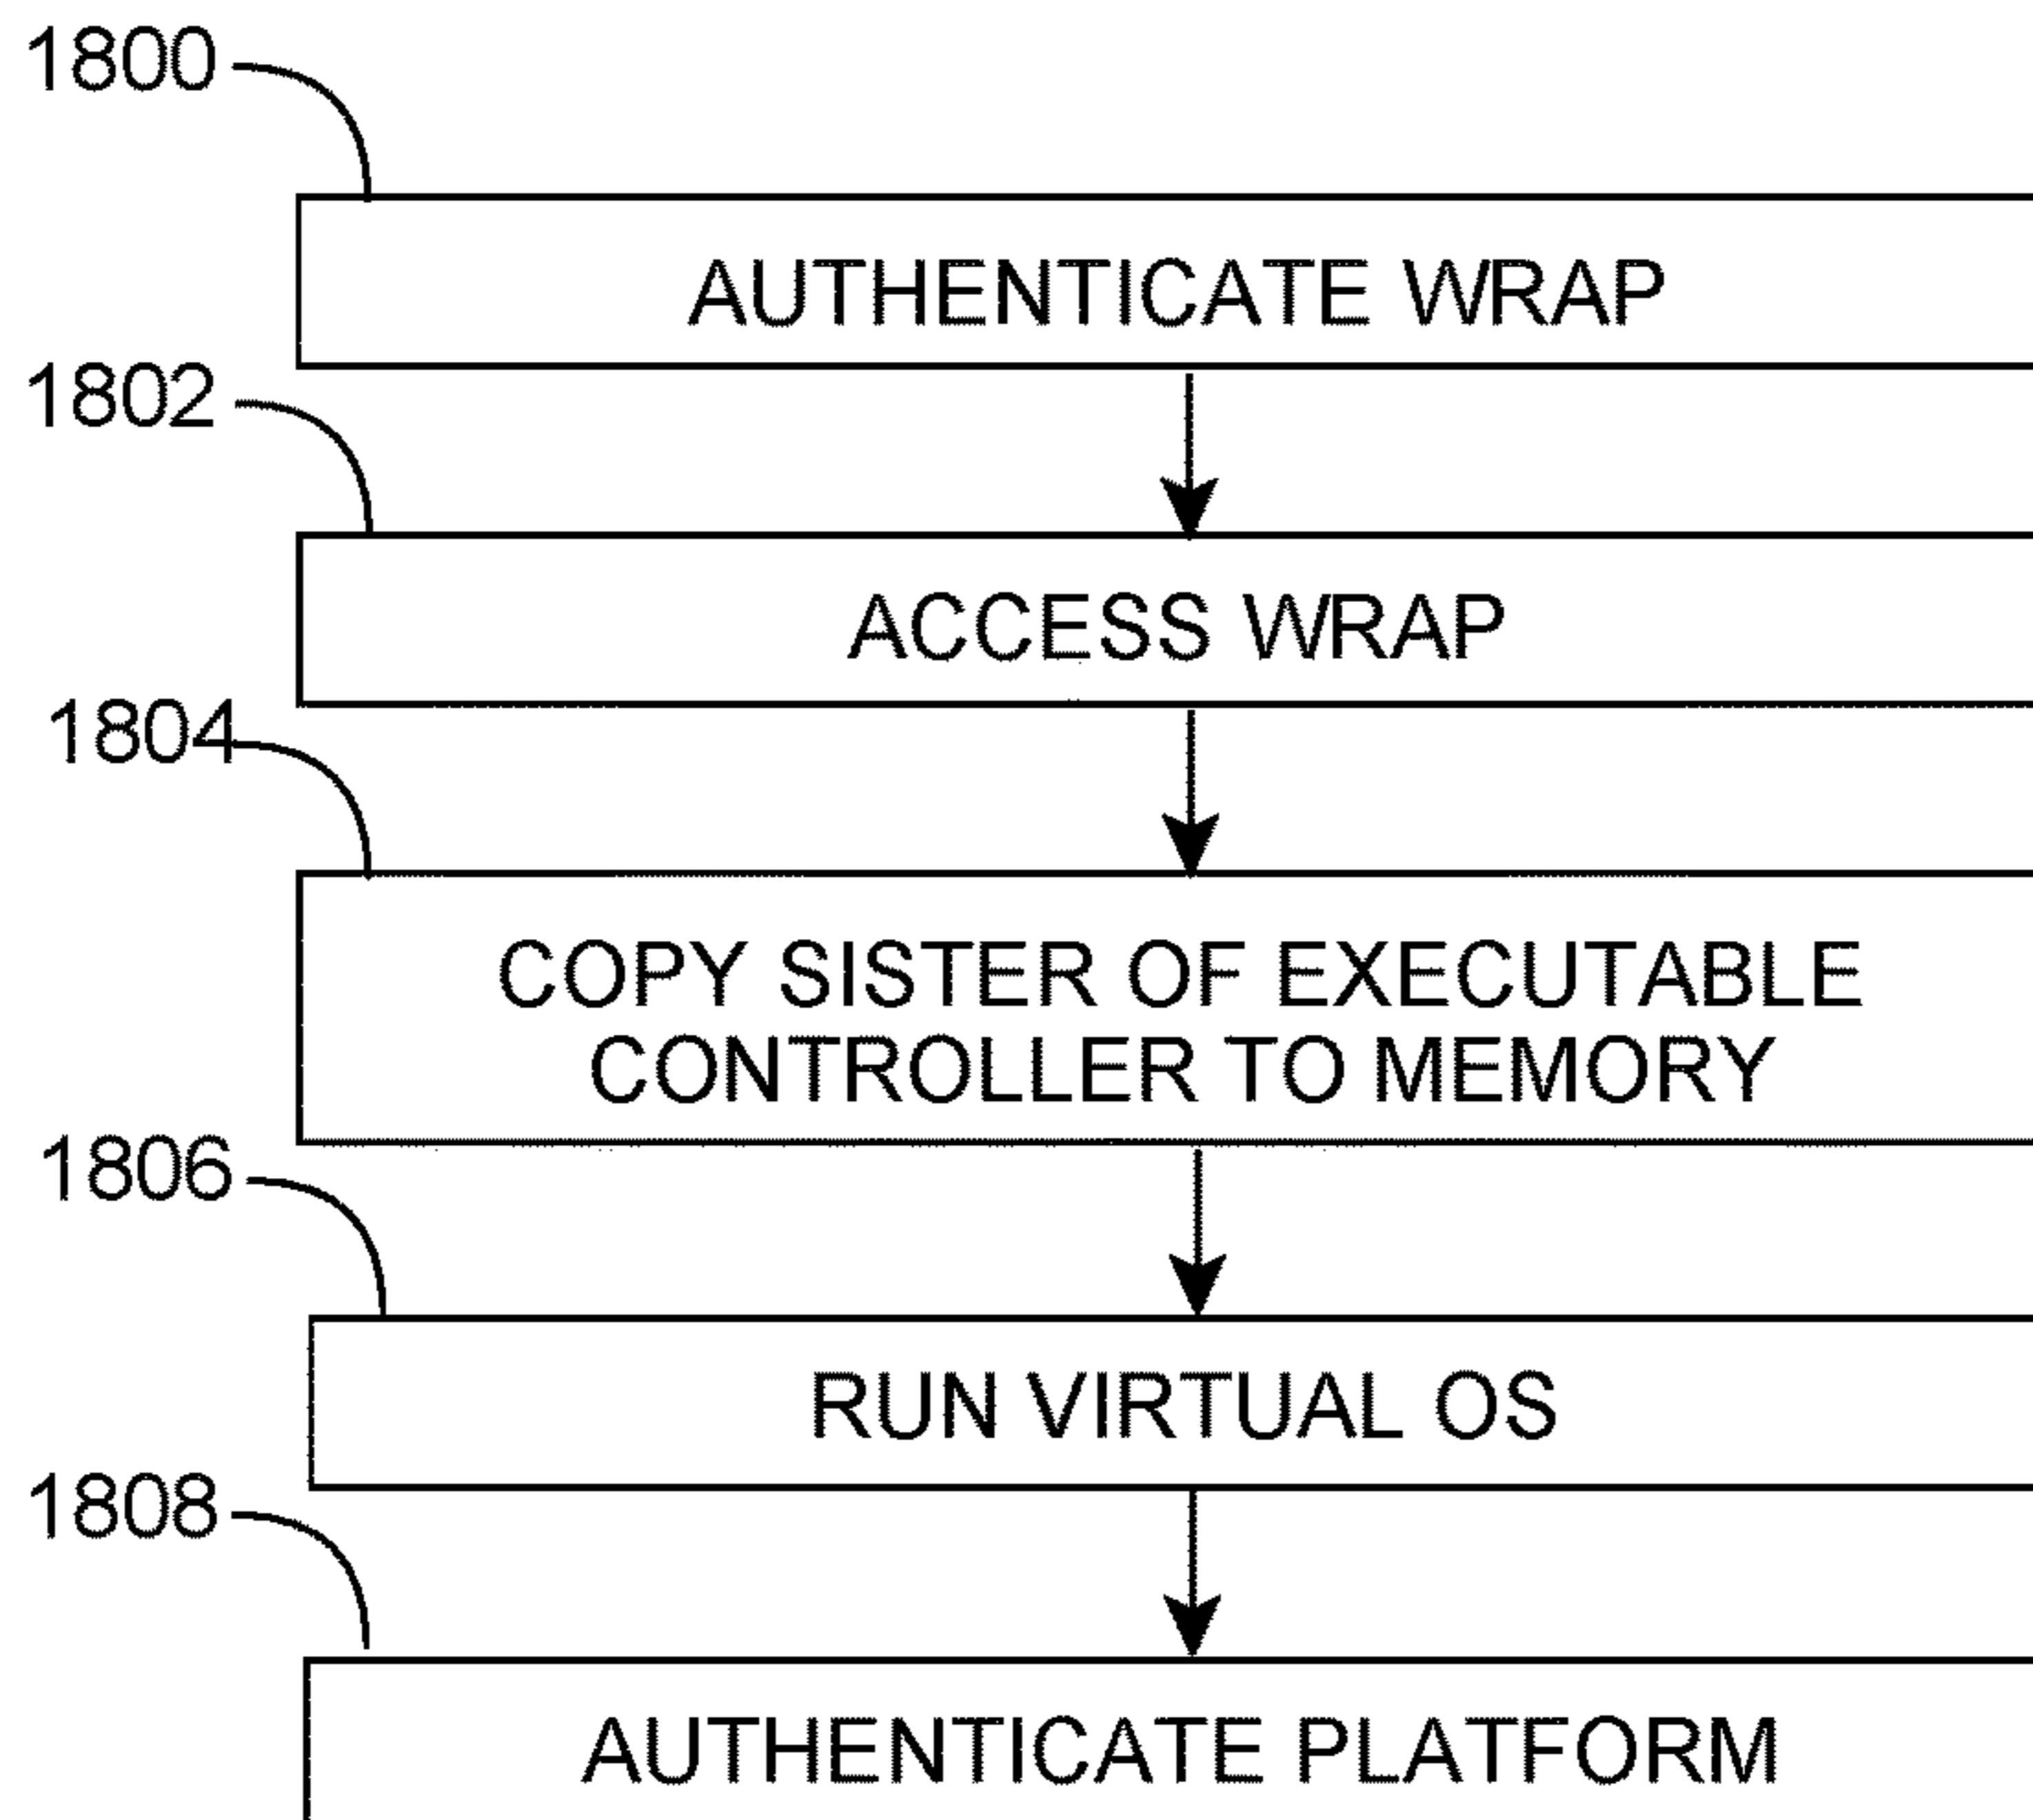 1800
AUTHENTICATE WRAP
1802
ACCESS WRAP
1804
COPY SISTER OF EXECUTABLE
CONTROLLER TO MEMORY
1806
RUN VIRTUAL OS
1808
AUTHENTICATE PLATFORM